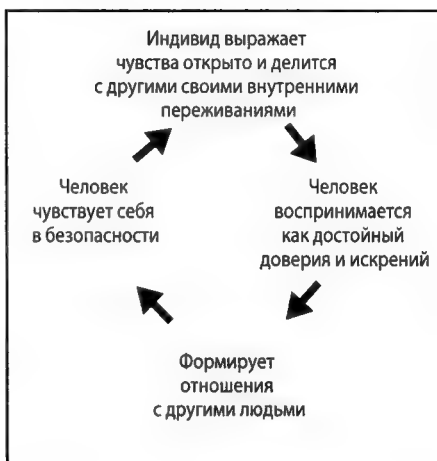 Индивид выражает
чувства открыто и делится
с другими своими внутренними
переживаниями
Человек
воспринимается
как достойный
доверия и искрений
Формирует
отношения
с другими людьми
Человек
чувствует себя
в безопасности